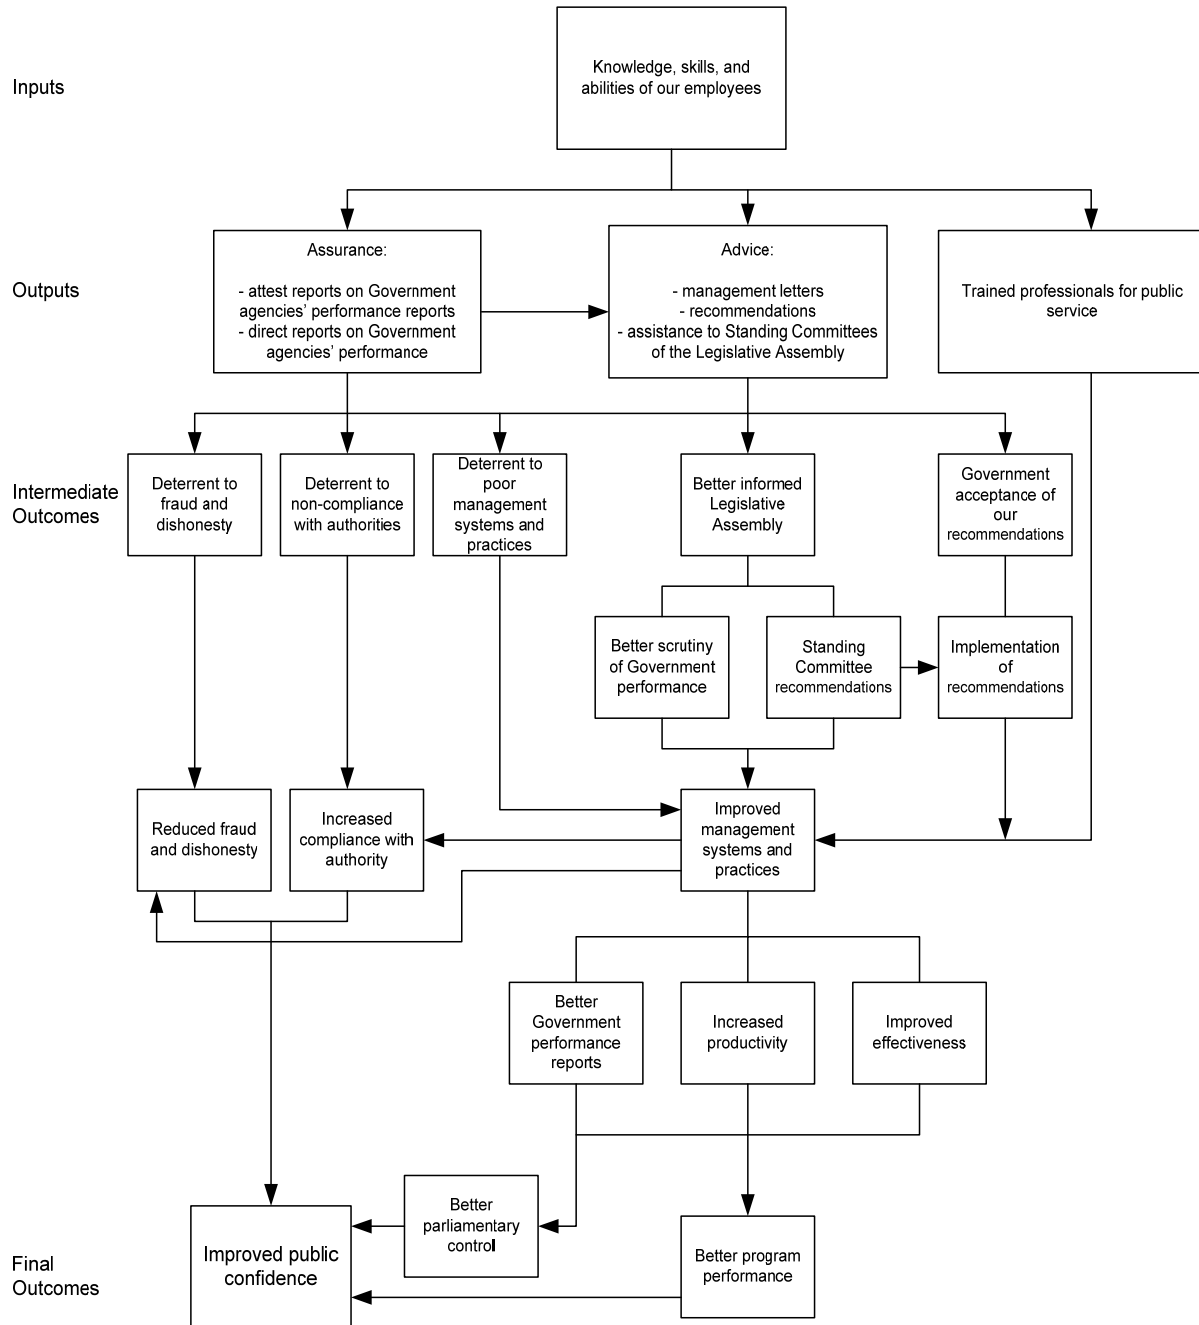 Inputs
Knowledge, skills, and
abilities of our employees
Outputs
Assurance:
- attest reports on Government
agencies' performance reports
- direct reports on Government
agencies' performance
Advice:
- management letters
- recommendations
- assistance to Standing Committees
of the Legislative Assembly
Trained professionals for public
service
Intermediate
Outcomes
Deterrent to
fraud and
dishonesty
Deterrent to
non-compliance
with authorities
Deterrent to
poor
management
systems and
practices
Better informed
Legislative
Assembly
Government
acceptance of
our
recommendations
Better scrutiny
of Government
performance
Standing
Committee
recommendations
Implementation
of
recommendations
Reduced fraud
and dishonesty
Increased
compliance with
authority
Improved
management
systems and
practices
Better
Government
performance
reports
Increased
productivity
Improved
effectiveness
Final
Outcomes
Improved public
confidence
Better
parliamentary
control
Better program
performance